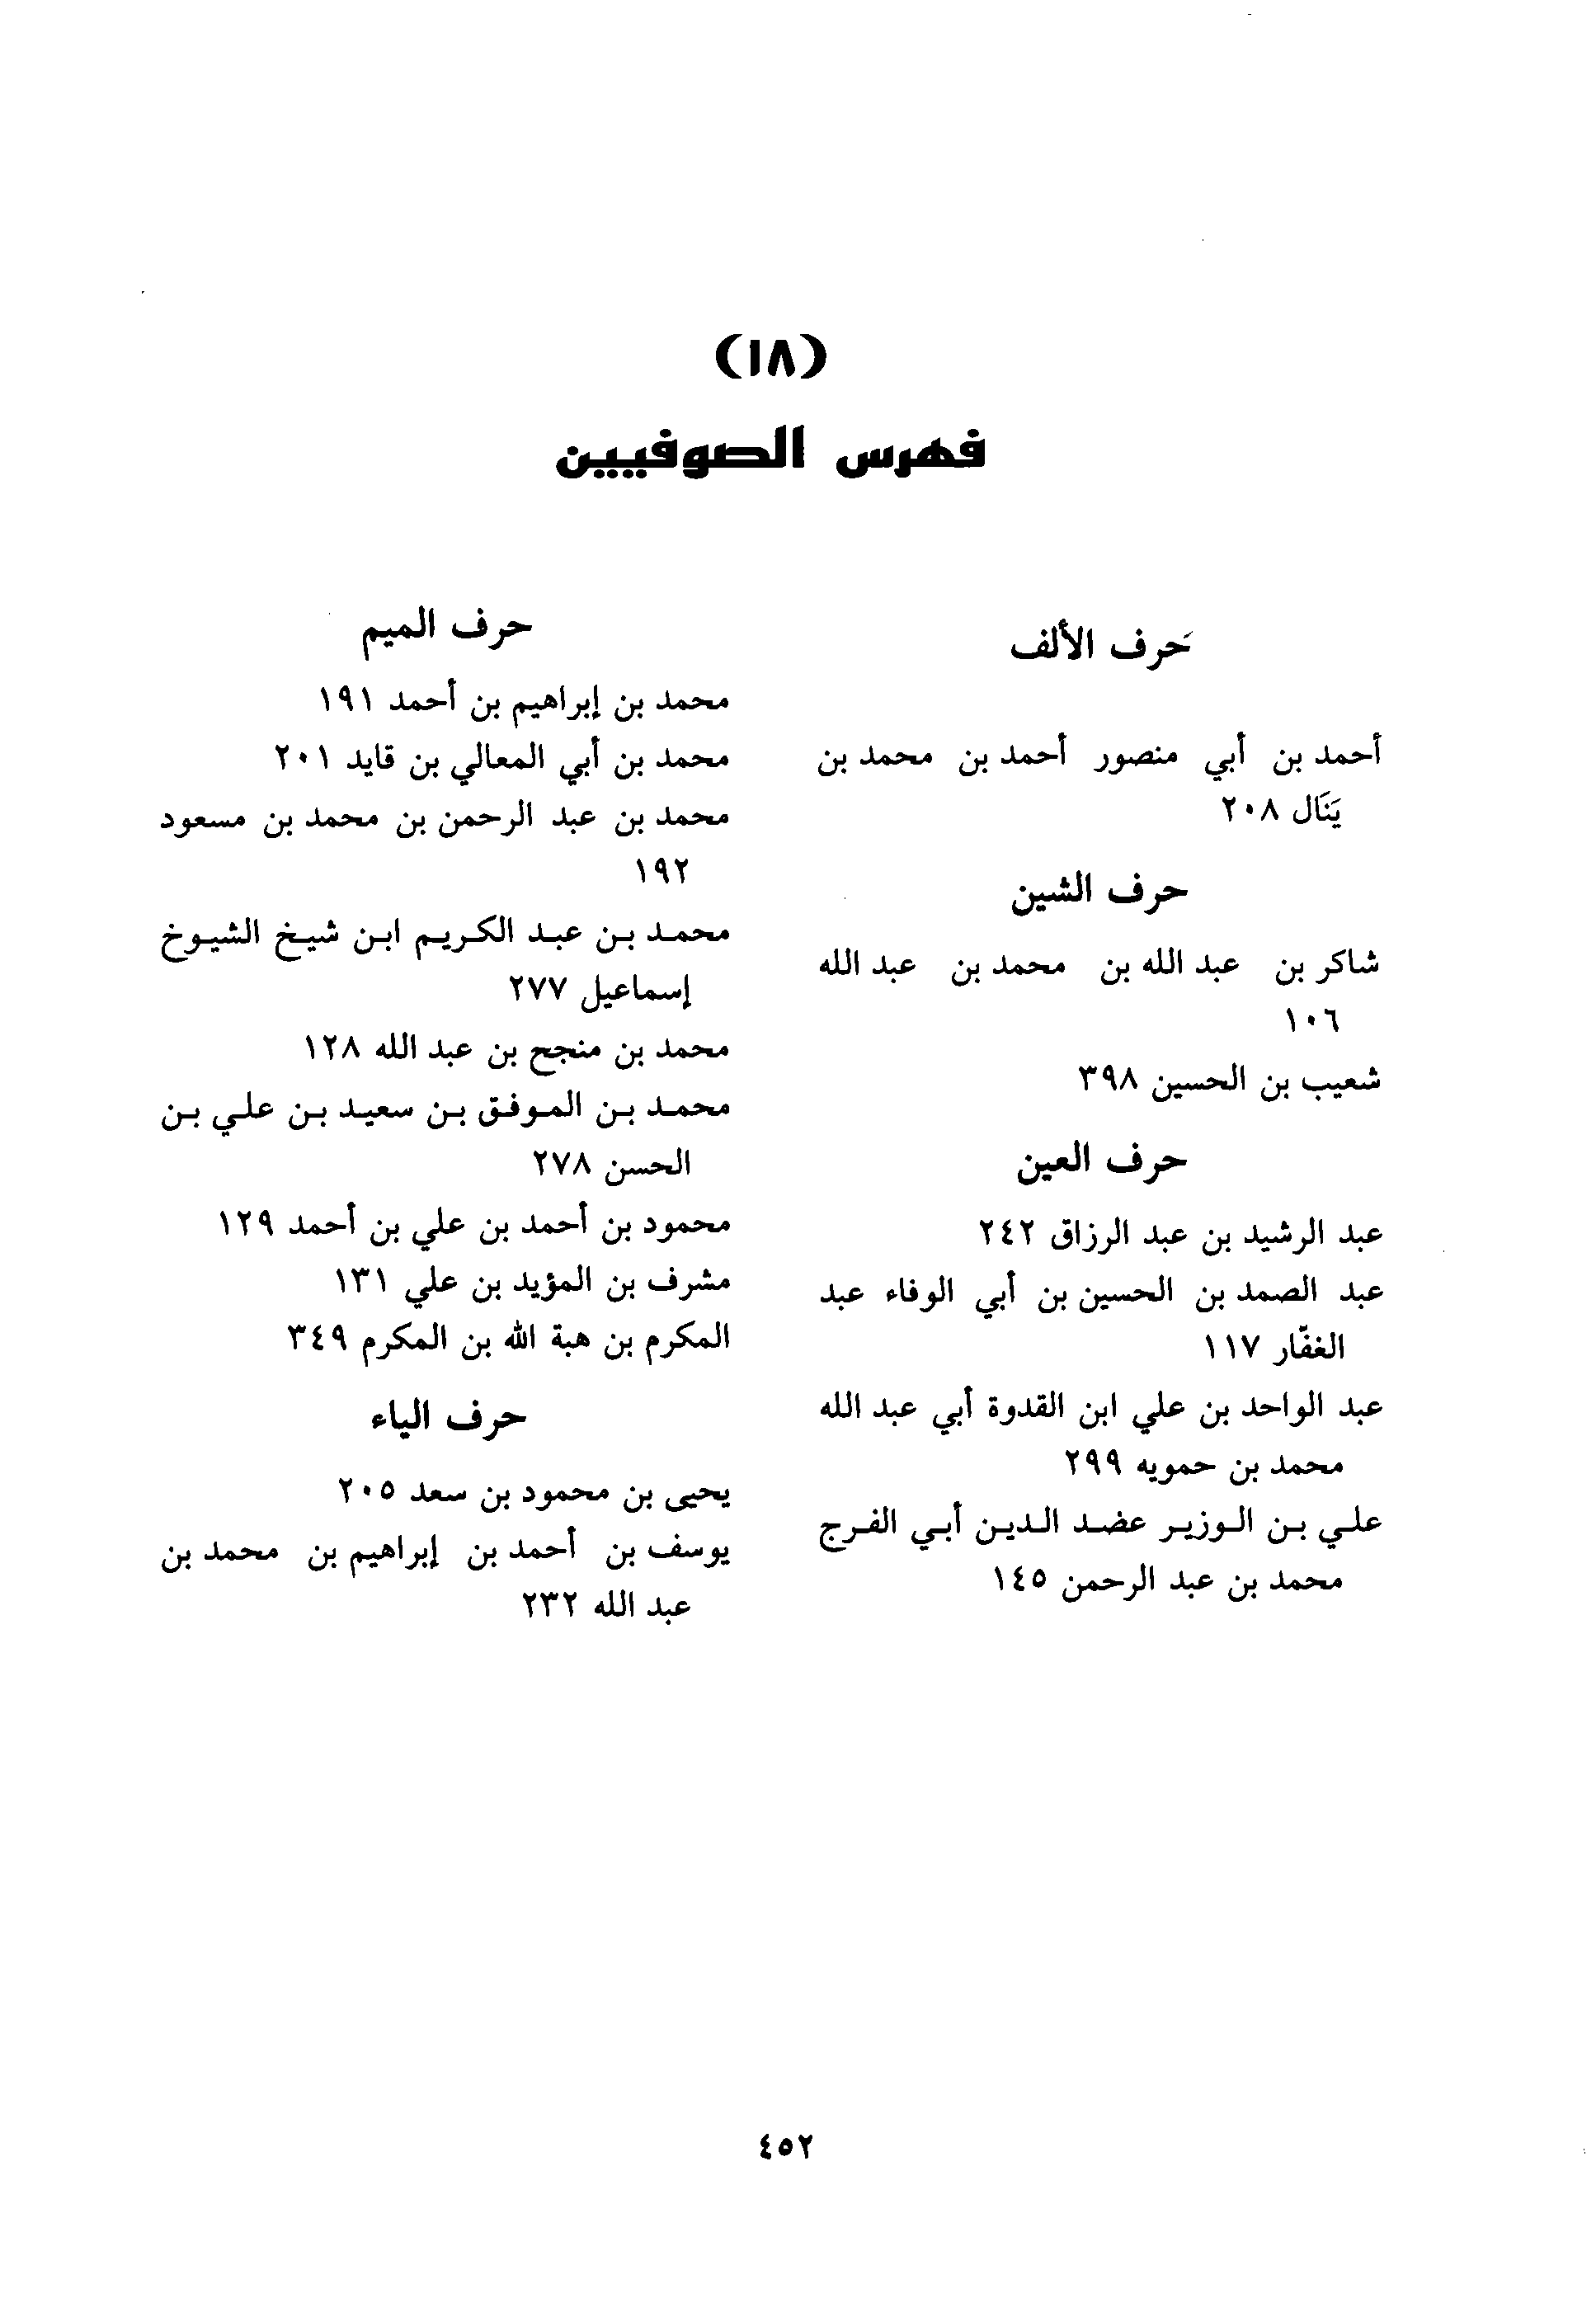 (١٨)
فهرس الصوفيين
حرف الألف
أحمد بن أبي منصور أحمد بن محمد بن
يَنَال ٢٠٨
حرف الشين
شاكر بن عبد الله بن محمد بن عبد الله
١٠٦
شعيب بن الحسين ٣٩٨
حرف العين
عبد الرشيد بن عبد الرزاق ٢٤٢
عبد الصمد بن الحسين بن أبي الوفاء عبد
الغفّار ١١٧
عبد الواحد بن علي ابن القدوة أبي عبد الله
محمد بن حمويه ٢٩٩
علي بن الوزير عضد الدين أبي الفرج
محمد بن عبد الرحمن ١٤٥
حرف الميم
محمد بن إبراهيم بن أحمد ١٩١
محمد بن أبي المعالي بن قايد ٢٠١
محمد بن عبد الرحمن بن محمد بن مسعود
١٩٢
محمد بن عبد الكريم ابن شيخ الشيوخ
إسماعيل ٢٧٧
محمد بن منجح بن عبد الله ١٢٨
محمد بن الموفق بن سعيد بن علي بن
الحسن ٢٧٨
محمود بن أحمد بن علي بن أحمد ١٢٩
مشرف بن المؤيد بن علي ١٣١
المكرم بن هبة الله بن المكرم ٣٤٩
حرف الياء
يحيى بن محمود بن سعد ٢٠٥
يوسف بن أحمد بن إبراهيم بن محمد بن
عبد الله ٢٣٢
٤٥٢